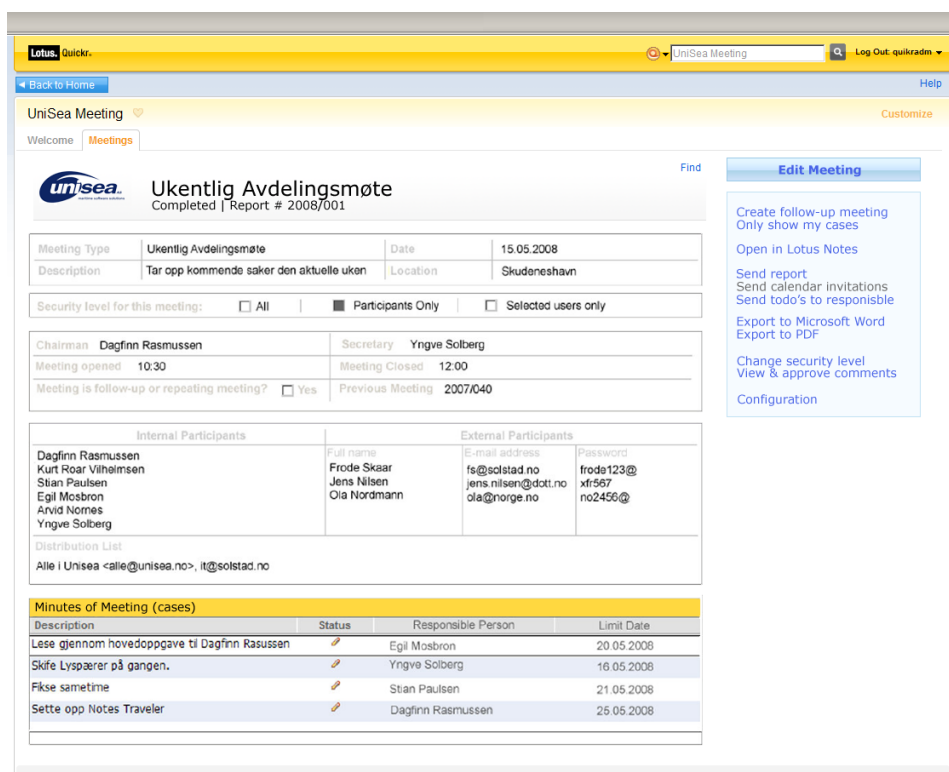 Lotus. Quickr.
UniSea Meeting
Log Out: quikradm
Back to Home
Help
UniSea Meeting
Customize
Welcome Meetings
Find
unisea
Ukentlig Avdelingsmøte
Completed | Report # 2008/001
Meeting Type Ukentlig Avdelingsmøte Date 15.05.2008
Description Tar opp kommende saker den aktuelle uken Location Skudeneshavn
Security level for this meeting: All Participants Only Selected users only
Chairman Dagfinn Rasmussen Secretary Yngve Solberg
Meeting opened 10:30 Meeting Closed 12:00
Meeting is follow-up or repeating meeting? Yes Previous Meeting 2007/040
Internal Participants
Dagfinn Rasmussen
Kurt Roar Vilhelmsen
Stian Paulsen
Egil Mosbron
Arvid Nornes
Yngve Solberg
External Participants
Full name E-mail address Password
Frode Skaar fs@solstad.no frode123@
Jens Nilsen jens.nilsen@dott.no xfr567
Ola Nordmann ola@norge.no no2456@
Distribution List
Alle i Unisea <alle@unisea.no>, it@solstad.no
Minutes of Meeting (cases)
Description Status Responsible Person Limit Date
Lese gjennom hovedoppgave til Dagfinn Rasussen Egil Mosbron 20.05.2008
Skife Lyspærer på gangen. Yngve Solberg 16.05.2008
Fikse sametime Stian Paulsen 21.05.2008
Sette opp Notes Traveler Dagfinn Rasmussen 25.05.2008
Edit Meeting
Create follow-up meeting
Only show my cases
Open in Lotus Notes
Send report
Send calendar invitations
Send todo's to responisble
Export to Microsoft Word
Export to PDF
Change security level
View & approve comments
Configuration